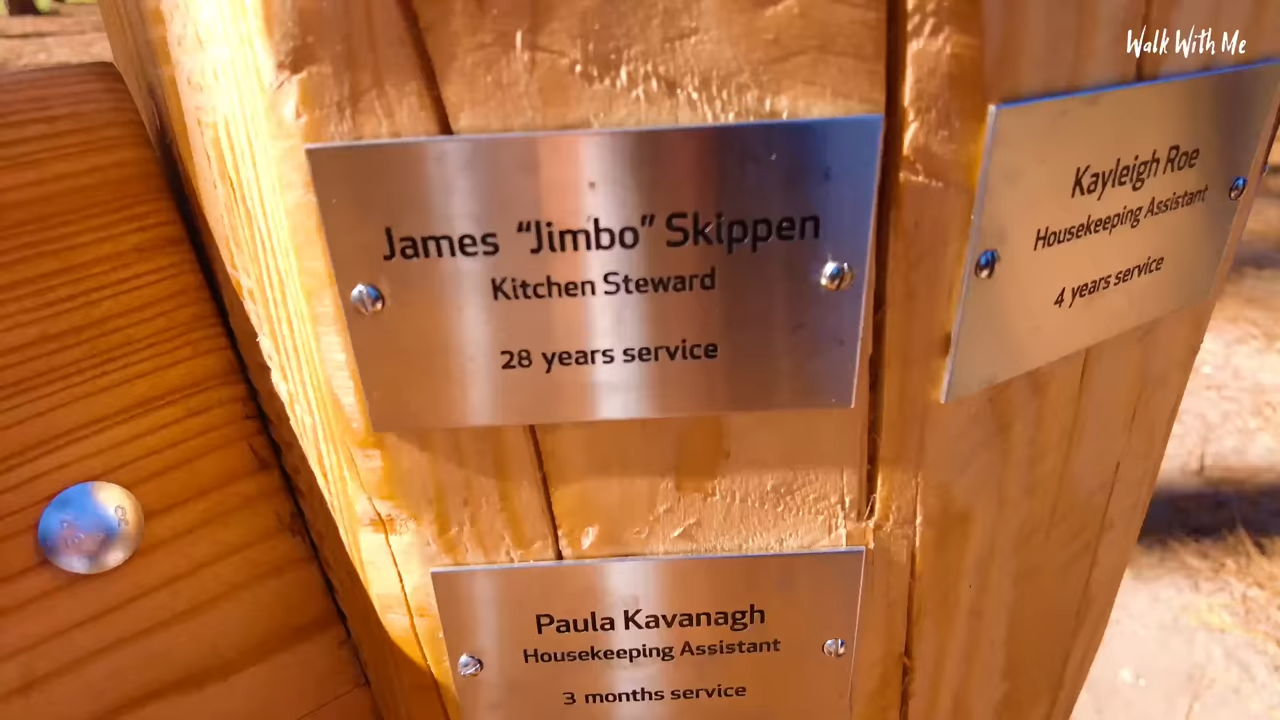 Walk With Me
James “Jimbo” Skippen
Kitchen Steward
28 years service
Kayleigh Roe
Housekeeping Assistant
4 years service
Paula Kavanagh
Housekeeping Assistant
3 months service